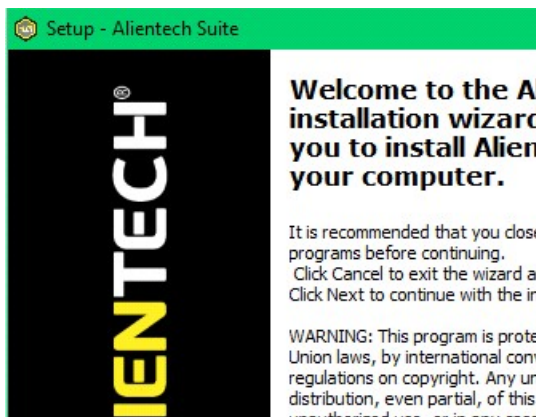 Setup - Alientech Suite
IENTECH
Welcome to the Al
installation wizard
you to install Alien
your computer.
It is recommended that you close
programs before continuing.
Click Cancel to exit the wizard a
Click Next to continue with the in
WARNING: This program is prote
Union laws, by international conv
regulations on copyright. Any un
distribution, even partial, of this